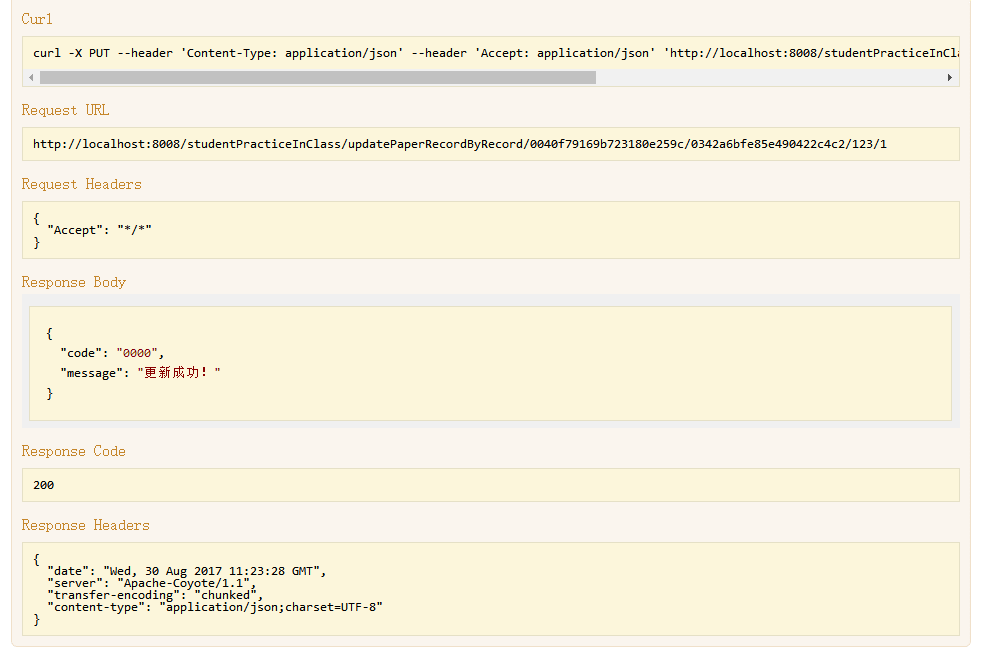 Curl
curl -X PUT --header 'Content-Type: application/json' --header 'Accept: application/json' 'http://localhost:8008/studentPracticeInCla
Request URL
http://localhost:8008/studentPracticeInClass/updatePaperRecordByRecord/0040f79169b723180e259c/0342a6bfe85e490422c4c2/123/1
Request Headers
{
  "Accept": "*/*"
}
Response Body
{
  "code": "0000",
  "message": "更新成功！"
}
Response Code
200
Response Headers
{
  "date": "Wed, 30 Aug 2017 11:23:28 GMT",
  "server": "Apache-Coyote/1.1",
  "transfer-encoding": "chunked",
  "content-type": "application/json;charset=UTF-8"
}